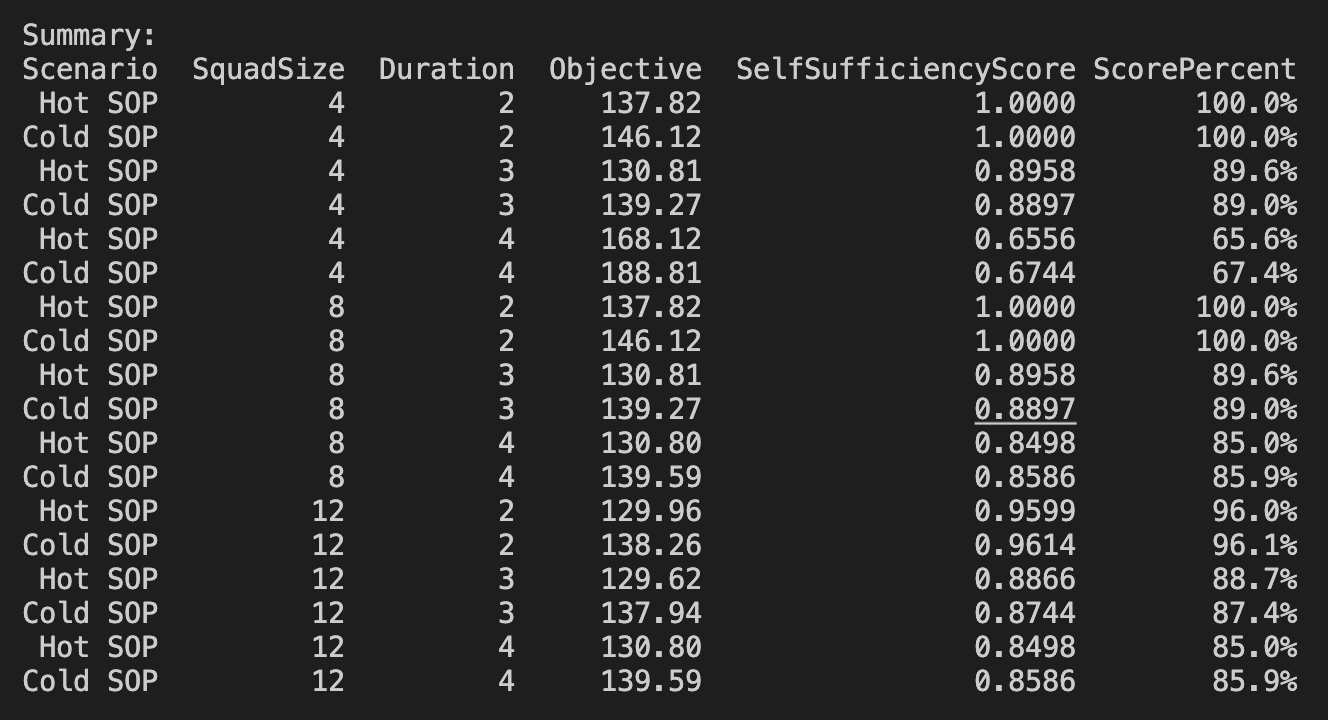 Summary:
Scenario  SquadSize  Duration  Objective  SelfSufficiencyScore ScorePercent
 Hot SOP          4         2     137.82                1.0000       100.0%
Cold SOP          4         2     146.12                1.0000       100.0%
 Hot SOP          4         3     130.81                0.8958        89.6%
Cold SOP          4         3     139.27                0.8897        89.0%
 Hot SOP          4         4     168.12                0.6556        65.6%
Cold SOP          4         4     188.81                0.6744        67.4%
 Hot SOP          8         2     137.82                1.0000       100.0%
Cold SOP          8         2     146.12                1.0000       100.0%
 Hot SOP          8         3     130.81                0.8958        89.6%
Cold SOP          8         3     139.27                0.8897        89.0%
 Hot SOP          8         4     130.80                0.8498        85.0%
Cold SOP          8         4     139.59                0.8586        85.9%
 Hot SOP         12         2     129.96                0.9599        96.0%
Cold SOP         12         2     138.26                0.9614        96.1%
 Hot SOP         12         3     129.62                0.8866        88.7%
Cold SOP         12         3     137.94                0.8744        87.4%
 Hot SOP         12         4     130.80                0.8498        85.0%
Cold SOP         12         4     139.59                0.8586        85.9%